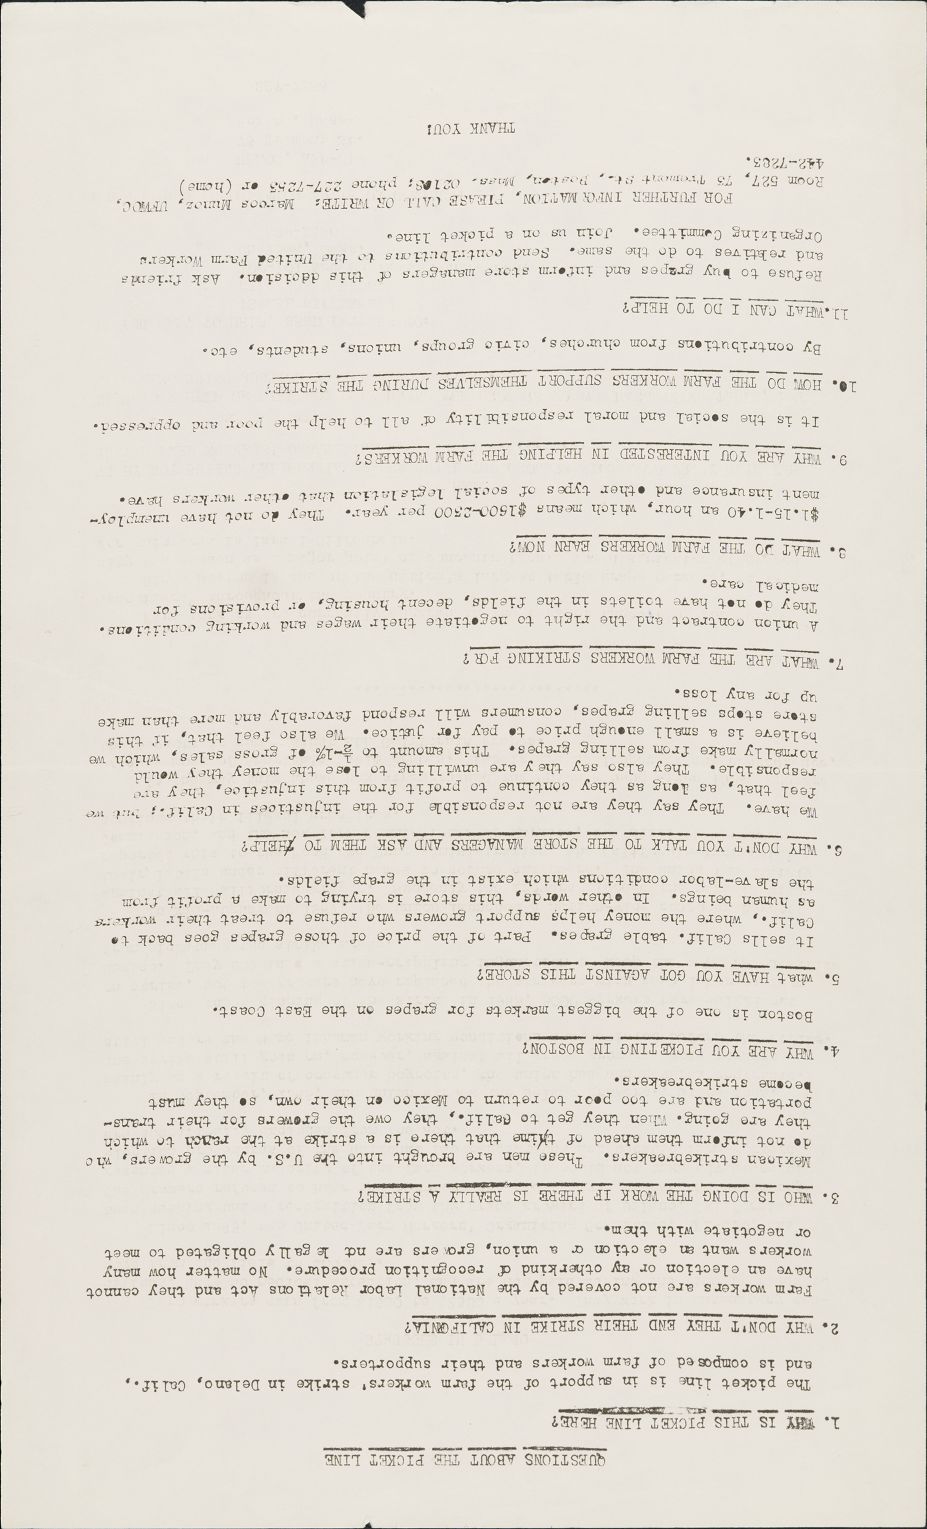 QUESTIONS ABOUT THE PICKET LINE
1. WHY IS THIS PICKET LINE HERE?
The picket line is in support of the farm workers' strike in Delano, Calif.,
and is composed of farm workers and their supporters.
2. WHY DON'T THEY END THEIR STRIKE IN CALIFORNIA?
Farm workers are not covered by the National Labor Relations Act and they cannot
have an election or any otherkind of recognition procedure. No matter how many
workers want an election or a union, growers are not legally obligated to meet
or negotiate with them.
3. WHO IS DOING THE WORK IF THERE IS REALLY A STRIKE?
Mexican strikebreakers. These men are brought into the U.S. by the growers, who
do not inform them ahead of time that there is a strike at the ranch to which
they are going. When they get to Calif., they owe the growers for their trans-
portation and are too poor to return to Mexico on their own, so they must
become strikebreakers.
4. WHY ARE YOU PICKETING IN BOSTON?
Boston is one of the biggest markets for grapes on the East Coast.
5. what HAVE YOU GOT AGAINST THIS STORE?
It sells Calif. table grapes. Part of the price of those grapes goes back to
Calif., where the money helps support growers who refuse to treat their workers
as human beings. In other words, this store is trying to make a profit from
the slave-labor conditions which exist in the grape fields.
6. WHY DON'T YOU TALK TO THE STORE MANAGERS AND ASK THEM TO HELP?
We have. They say they are not responsible for the injustices in Calif.; but we
feel that, as long as they continue to profit from this injustice, they are
responsible. They also say they are unwilling to lose the money they would
normally make from selling grapes. This amount to ½-1% of gross sales, which we
believe is a small enough price to pay for justice. We also feel that, if this
store stops selling grapes, consumers will respond favorably and more than make
up for any loss.
7. WHAT ARE THE FARM WORKERS STRIKING FOR?
A union contract and the right to negotiate their wages and working conditions.
They do not have toilets in the fields, decent housing, or provisions for
medical care.
8. WHAT DO THE FARM WORKERS EARN NOW?
$1.15-1.40 an hour, which means $1500-2500 per year. They do not have unemploy-
ment insurance and other types of social legislation that other workers have.
9. WHY ARE YOU INTERESTED IN HELPING THE FARM WORKERS?
It is the social and moral responsibility of all to help the poor and oppressed.
10. HOW DO THE FARM WORKERS SUPPORT THEMSELVES DURING THE STRIKE?
By contributions from churches, civic groups, unions, students, etc.
11. WHAT CAN I DO TO HELP?
Refuse to buy grapes and inform store managers of this decision. Ask friends
and relatives to do the same. Send contributions to the United Farm Workers
Organizing Committee. Join us on a picket line.
FOR FURTHER INFORMATION, PLEASE CALL OR WRITE: Marcos Munoz, UFWOC,
Room 527, 73 Tremont St., Boston, Mass. 02108; phone 227-7253 or (home)
442-7283.
THANK YOU!